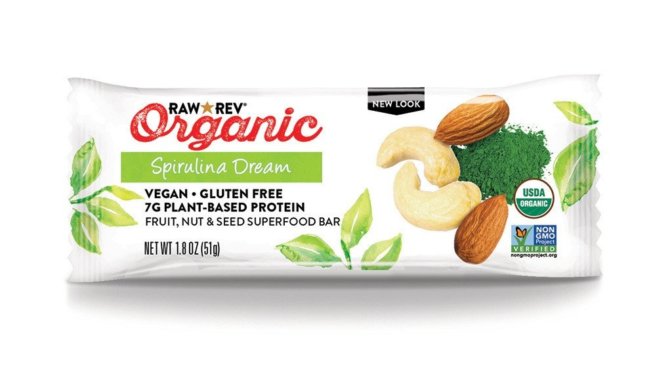 RAW★REV®
Organic
Spirulina Dream
VEGAN • GLUTEN FREE
7G PLANT-BASED PROTEIN
FRUIT, NUT & SEED SUPERFOOD BAR
NET WT 1.8 OZ (51g)
NEW LOOK
USDA
ORGANIC
NON
GMO
Project
VERIFIED
nongmoproject.org